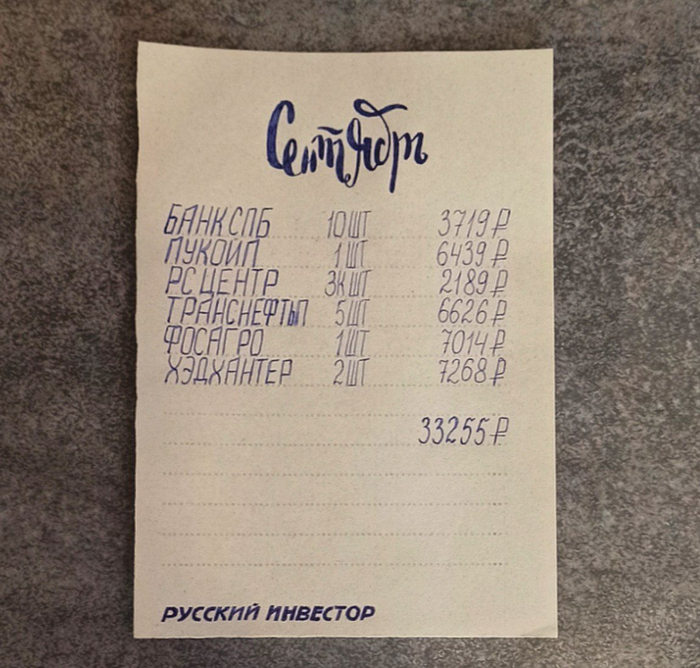 Сентябрь
БАНК СПБ 10 ШТ 3719 ₽
ЛУКОЙЛ 1 ШТ 6439 ₽
РС ЦЕНТР 3К ШТ 2189 ₽
ТРАНСНЕФТЬП 5 ШТ 6626 ₽
ФОСАГРО 1 ШТ 7014 ₽
ХЭДХАНТЕР 2 ШТ 7268 ₽
33255 ₽
РУССКИЙ ИНВЕСТОР